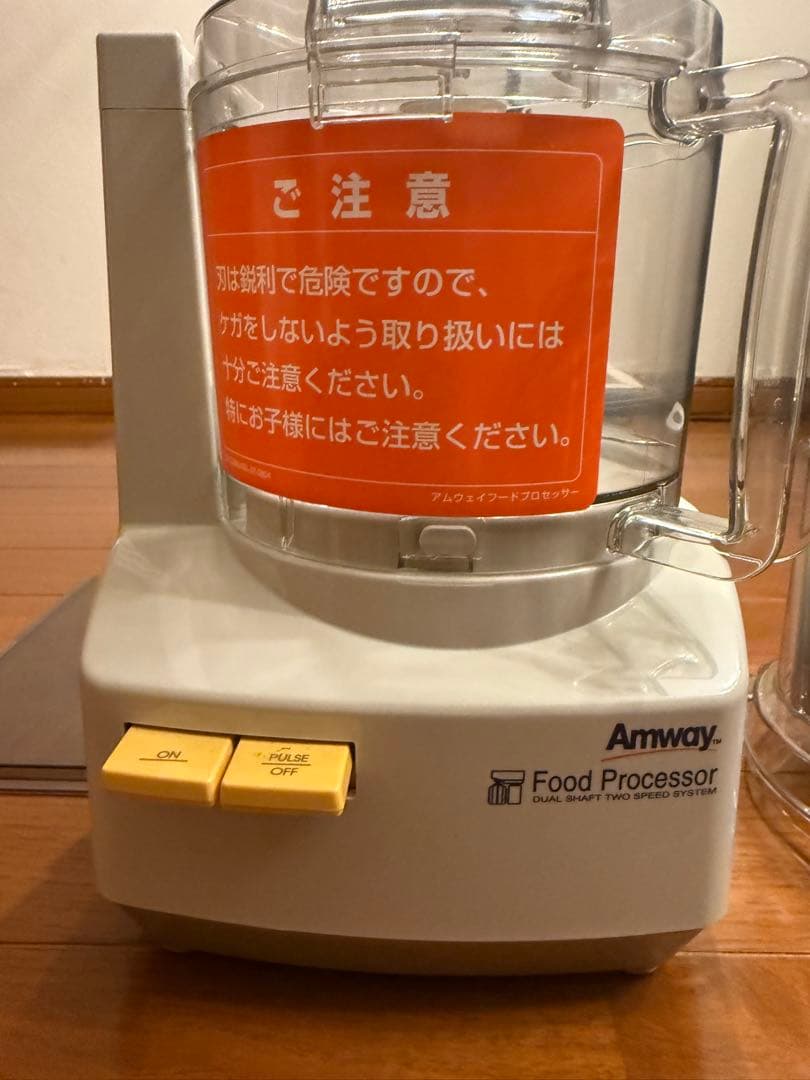 ご注意
刃は鋭利で危険ですので、
ケガをしないよう取り扱いには
十分ご注意ください。
特にお子様にはご注意ください。
アムウェイフードプロセッサー
ON
PULSE
OFF
Amway™
Food Processor
DUAL SHAFT TWO SPEED SYSTEM